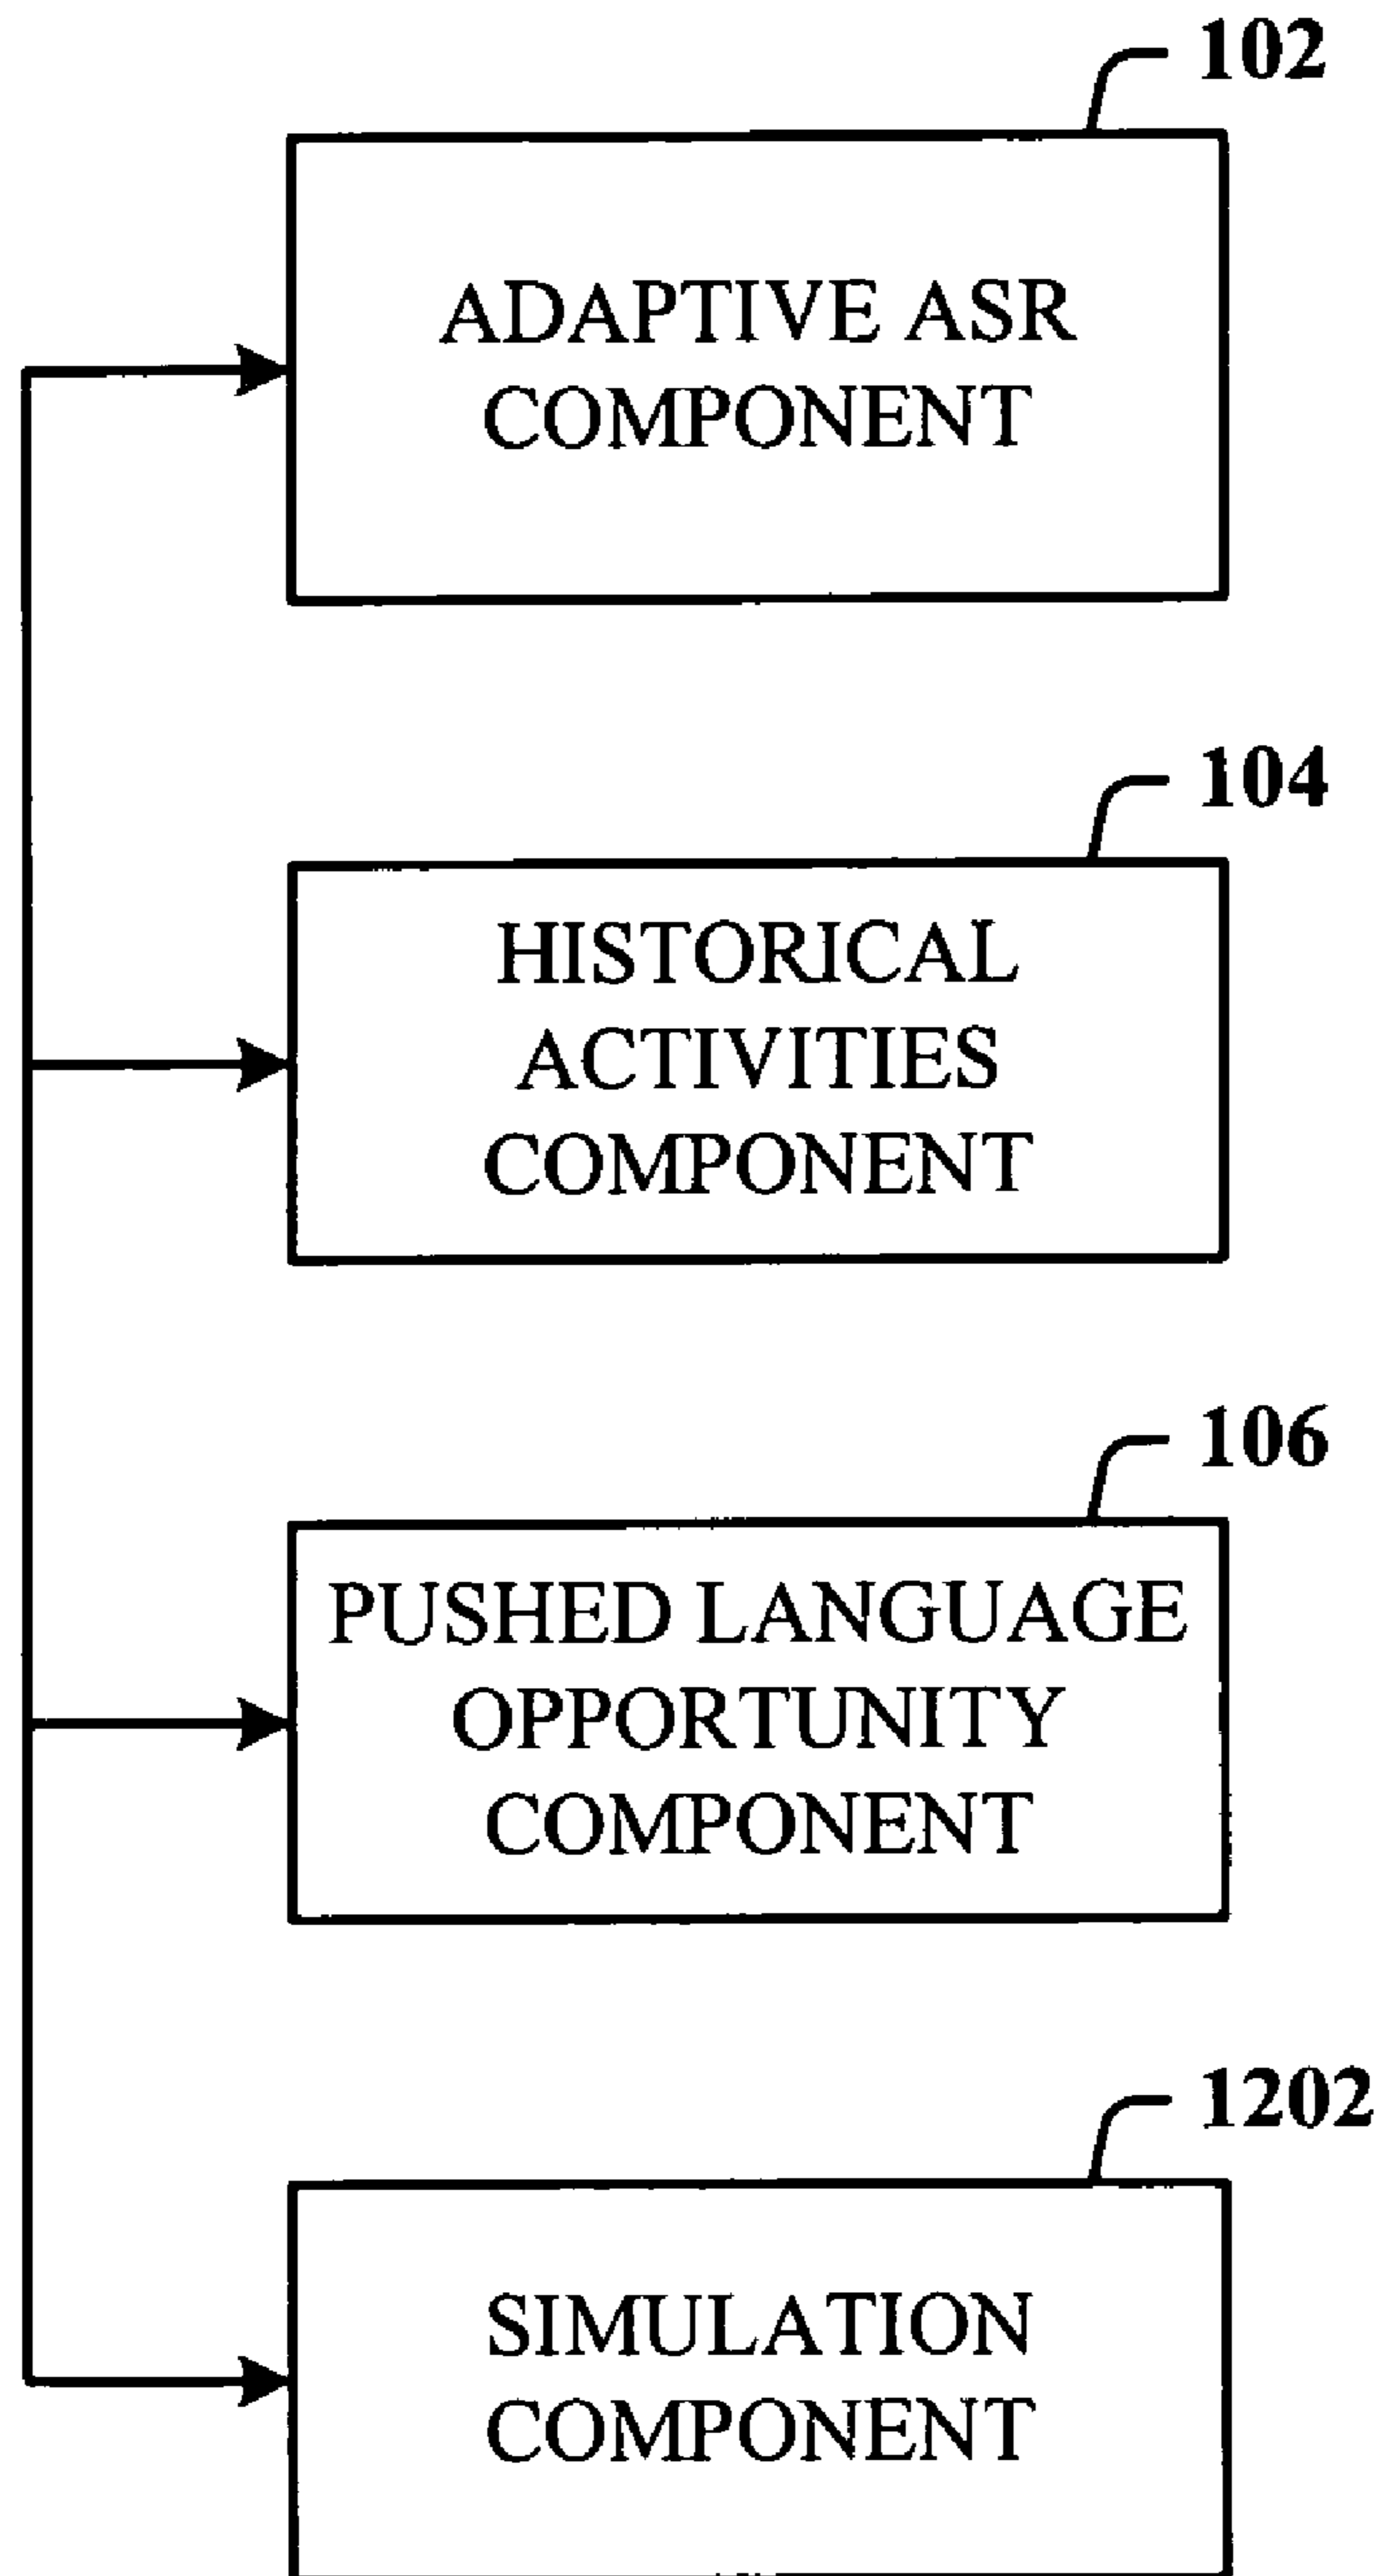 102
ADAPTIVE ASR
COMPONENT
104
HISTORICAL
ACTIVITIES
COMPONENT
106
PUSHED LANGUAGE
OPPORTUNITY
COMPONENT
1202
SIMULATION
COMPONENT